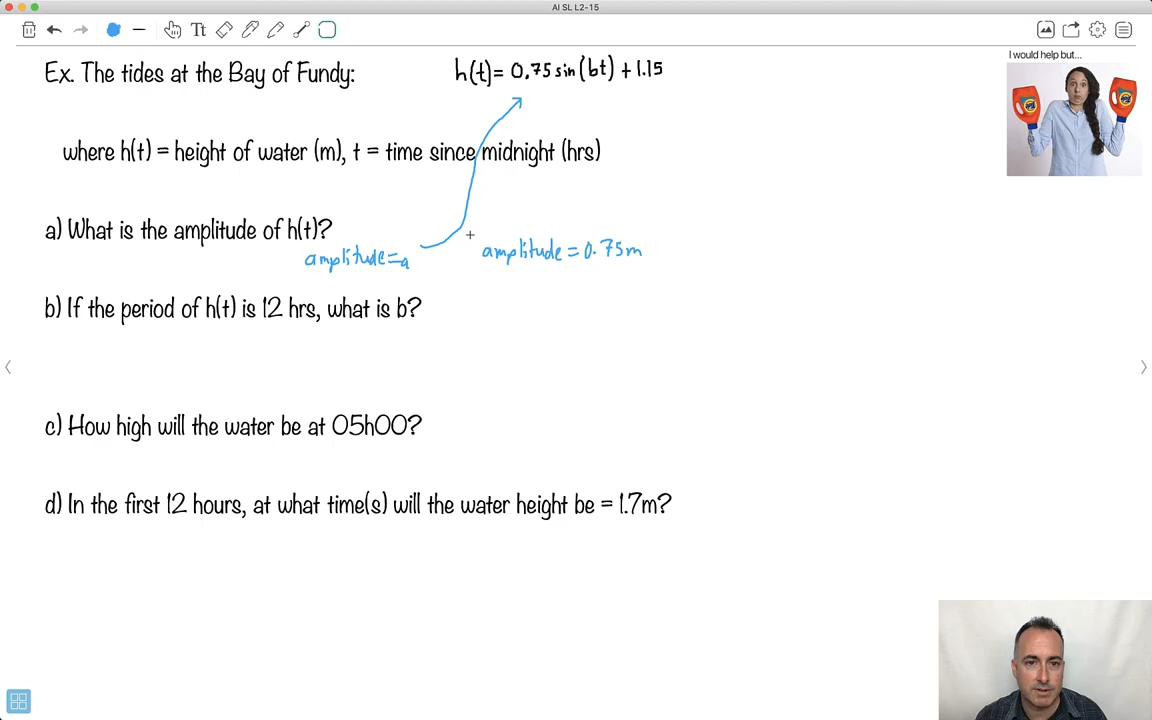 AI SL L2-15
Tt
I would help but...
Ex. The tides at the Bay of Fundy:
h(t)= 0.75 sin(bt) + 1.15
where h(t) = height of water (m), t = time since midnight (hrs)
a) What is the amplitude of h(t)?
amplitude=a
amplitude = 0.75m
b) If the period of h(t) is 12 hrs, what is b?
c) How high will the water be at 05h00?
d) In the first 12 hours, at what time(s) will the water height be = 1.7m?